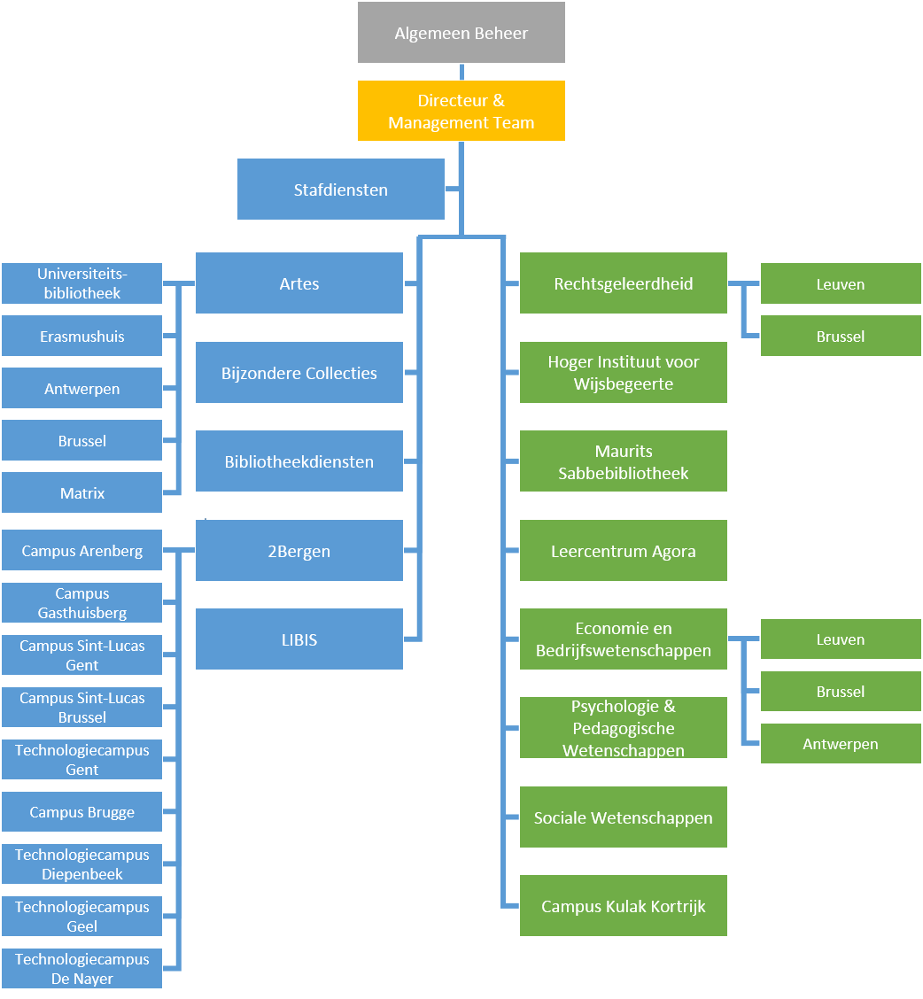 Algemeen Beheer
Directeur &
Management Team
Stafdiensten
Artes
Universiteits-
bibliotheek
Erasmushuis
Antwerpen
Brussel
Matrix
Bijzondere Collecties
Bibliotheekdiensten
2Bergen
Campus Arenberg
Campus
Gasthuisberg
Campus Sint-Lucas
Gent
Campus Sint-Lucas
Brussel
Technologiecampus
Gent
Campus Brugge
Technologiecampus
Diepenbeek
Technologiecampus
Geel
Technologiecampus
De Nayer
LIBIS
Rechtsgeleerdheid
Leuven
Brussel
Hoger Instituut voor
Wijsbegeerte
Maurits
Sabbebibliotheek
Leercentrum Agora
Economie en
Bedrijfswetenschappen
Leuven
Brussel
Antwerpen
Psychologie &
Pedagogische
Wetenschappen
Sociale Wetenschappen
Campus Kulak Kortrijk